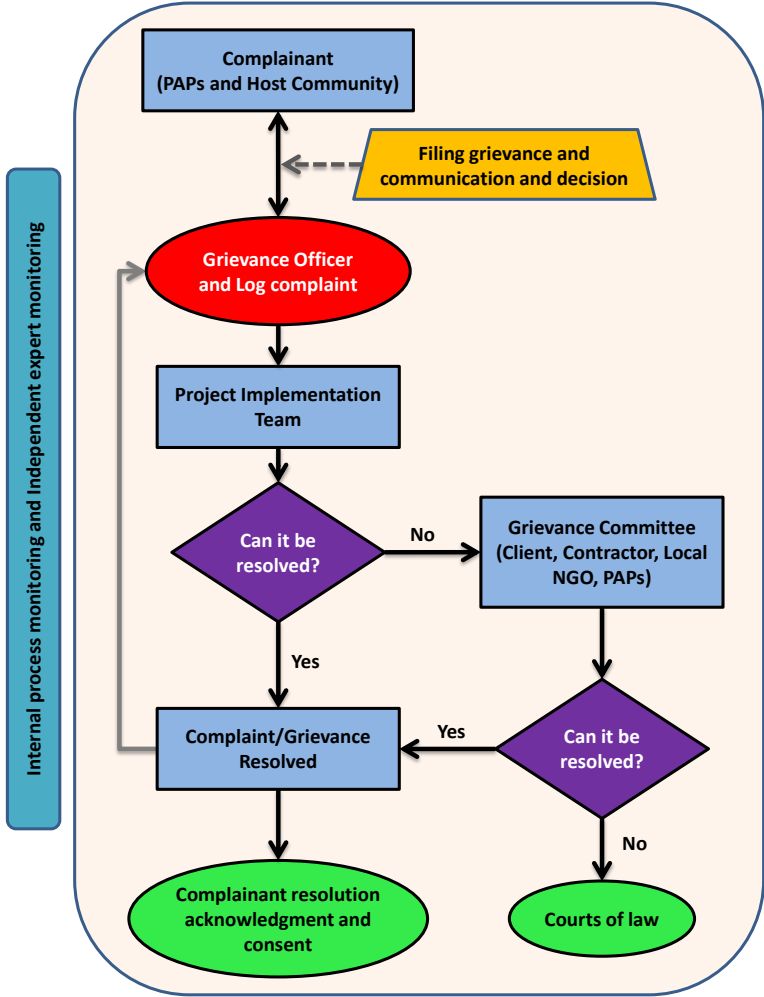 Complainant
(PAPs and Host Community)
Filing grievance and
communication and decision
Internal process monitoring and Independent expert monitoring
Grievance Officer
and Log complaint
Project Implementation
Team
Can it be
resolved?
No
Grievance Committee
(Client, Contractor, Local
NGO, PAPs)
Yes
Complaint/Grievance
Resolved
Yes
Can it be
resolved?
No
Complainant resolution
acknowledgment and
consent
Courts of law